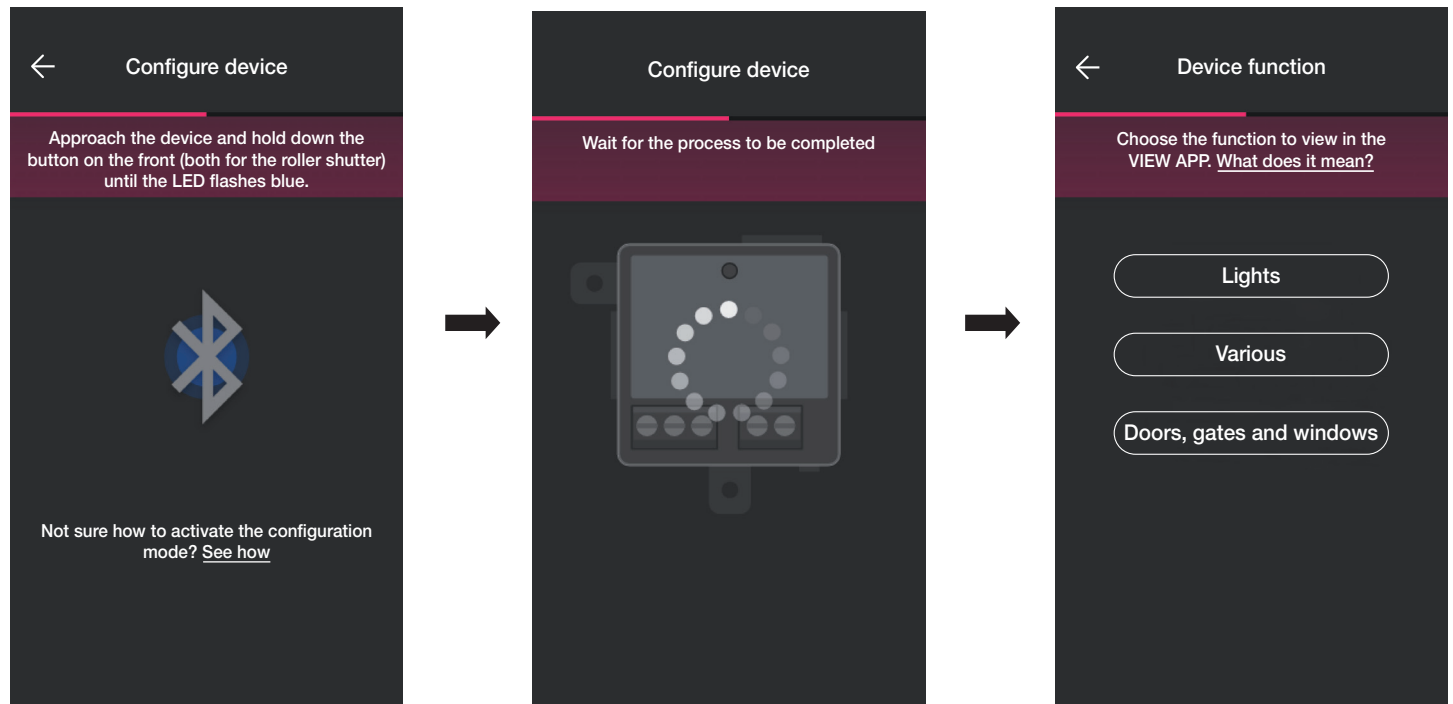 Configure device
Approach the device and hold down the
button on the front (both for the roller shutter)
until the LED flashes blue.
Not sure how to activate the configuration
mode? See how
Configure device
Wait for the process to be completed
Device function
Choose the function to view in the
VIEW APP. What does it mean?
Lights
Various
Doors, gates and windows